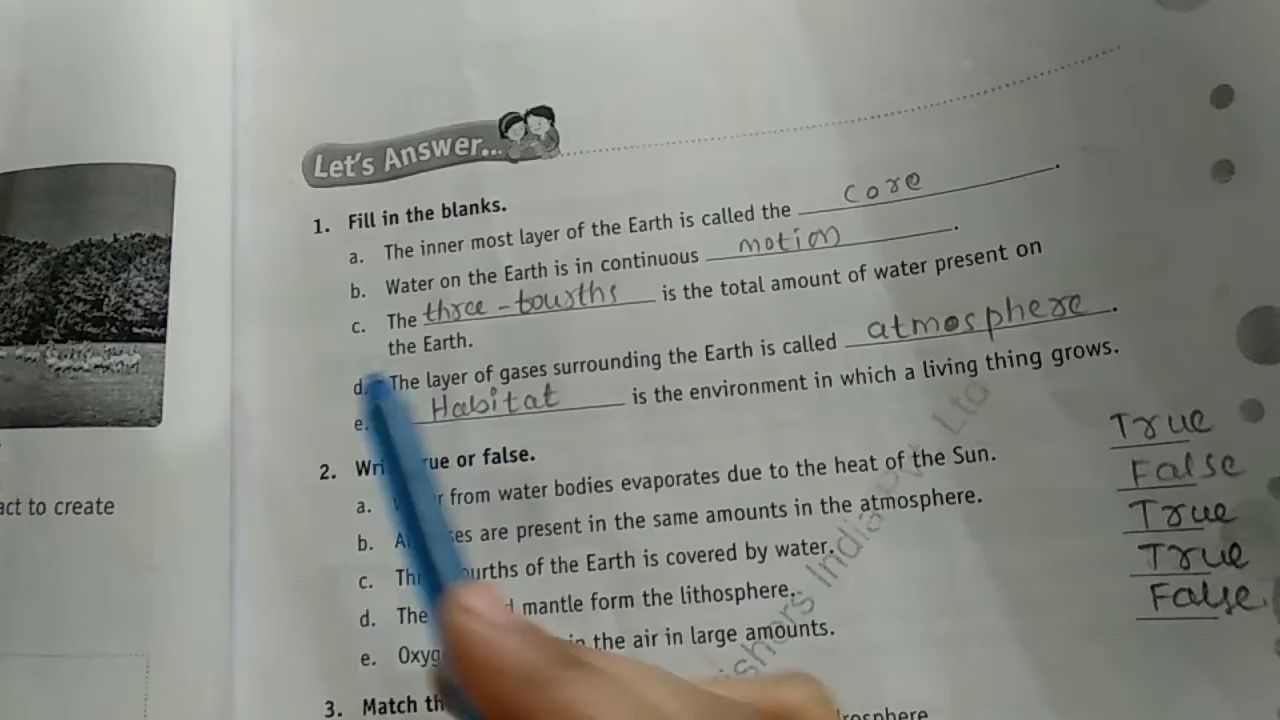 Let's Answer...
1. Fill in the blanks.
a. The inner most layer of the Earth is called the core.
b. Water on the Earth is in continuous motion.
c. The three-bourths is the total amount of water present on
the Earth.
d. The layer of gases surrounding the Earth is called atmosphere.
e. Habitat is the environment in which a living thing grows.
act to create
2. true or false.
a. from water bodies evaporates due to the heat of the Sun. True
b. are present in the same amounts in the atmosphere. False
c. of the Earth is covered by water. True
d. The mantle form the lithosphere. True
e. in the air in large amounts. False
3. Match